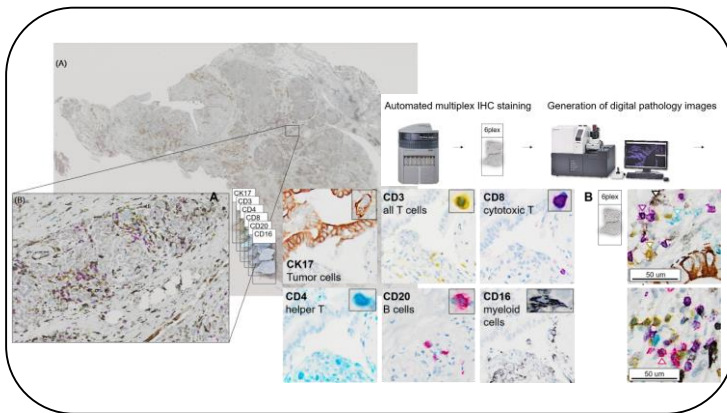 (A)
Automated multiplex IHC staining
Generation of digital pathology images
6plex
(B)
A
CK17
CD3
CD4
CD8
CD20
CD16
CK17
Tumor cells
CD3
all T cells
CD8
cytotoxic T
CD4
helper T
CD20
B cells
CD16
myeloid
cells
B
6plex
50 um
50 um